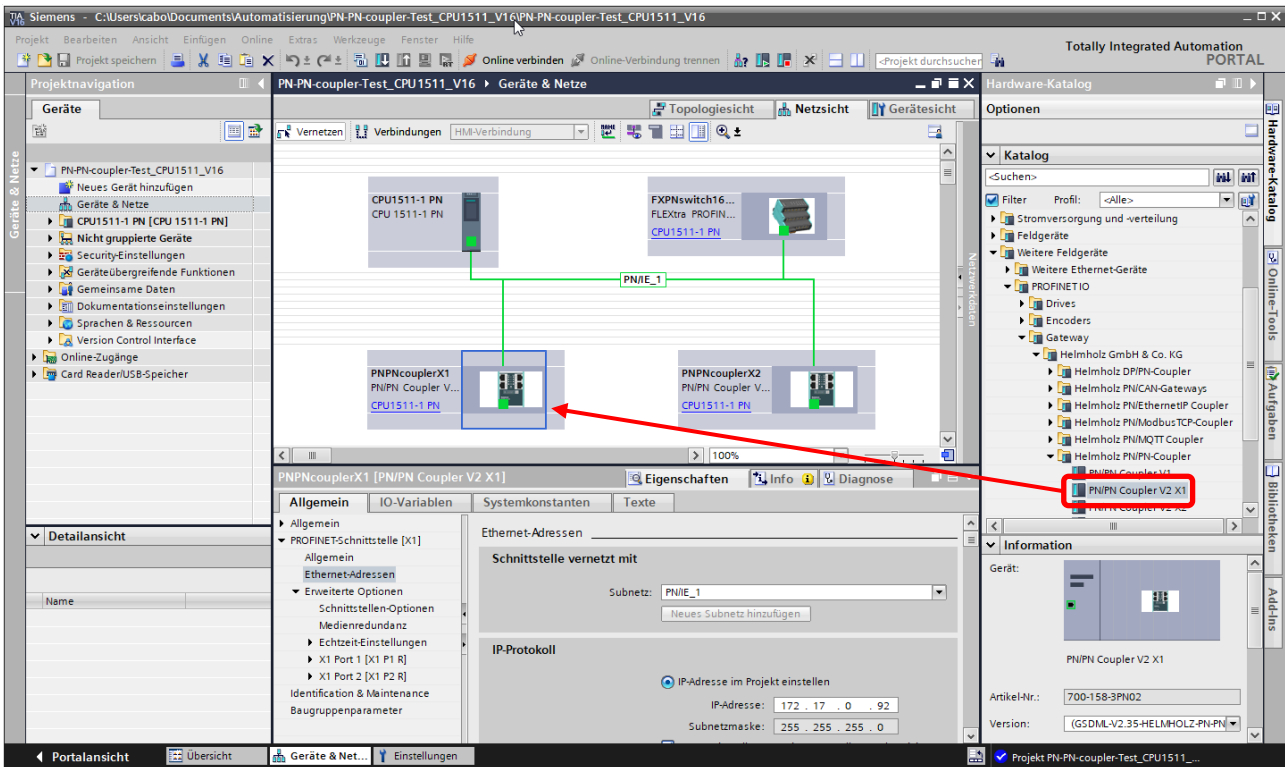 Siemens - C:\Users\cabo\Documents\Automatisierung\PN-PN-coupler-Test_CPU1511_V16\PN-PN-coupler-Test_CPU1511_V16
Projekt Bearbeiten Ansicht Einfügen Online Extras Werkzeuge Fenster Hilfe
Totally Integrated Automation
PORTAL
Projekt speichern Online verbinden Online-Verbindung trennen <Projekt durchsuchen
Projektnavigation
Geräte
Geräte & Netze
PN-PN-coupler-Test_CPU1511_V16
Neues Gerät hinzufügen
Geräte & Netze
CPU1511-1 PN [CPU 1511-1 PN]
Nicht gruppierte Geräte
Security-Einstellungen
Geräteübergreifende Funktionen
Gemeinsame Daten
Dokumentationseinstellungen
Sprachen & Ressourcen
Version Control Interface
Online-Zugänge
Card Reader/USB-Speicher
Detailansicht
Name
PN-PN-coupler-Test_CPU1511_V16 Geräte & Netze
Topologiesicht Netzsicht Gerätesicht
Vernetzen Verbindungen HMI-Verbindung
CPU1511-1 PN
CPU 1511-1 PN
FXPNswitch16...
FLEXtra PROFIN...
CPU1511-1 PN
PN/IE_1
PNPNcouplerX1
PN/PN Coupler V...
CPU1511-1 PN
PNPNcouplerX2
PN/PN Coupler V...
CPU1511-1 PN
100%
Netzwerkdaten
PNPNcouplerX1 [PN/PN Coupler V2 X1]
Eigenschaften Info Diagnose
Allgemein IO-Variablen Systemkonstanten Texte
Allgemein
PROFINET-Schnittstelle [X1]
Allgemein
Ethernet-Adressen
Erweiterte Optionen
Schnittstellen-Optionen
Medienredundanz
Echtzeit-Einstellungen
X1 Port 1 [X1 P1 R]
X1 Port 2 [X1 P2 R]
Identification & Maintenance
Baugruppenparameter
Ethernet-Adressen
Schnittstelle vernetzt mit
Subnetz: PN/IE_1
Neues Subnetz hinzufügen
IP-Protokoll
IP-Adresse im Projekt einstellen
IP-Adresse: 172 . 17 . 0 . 92
Subnetzmaske: 255 . 255 . 255 . 0
Hardware-Katalog
Optionen
Katalog
<Suchen>
Filter Profil: <Alle>
Stromversorgung und -verteilung
Feldgeräte
Weitere Feldgeräte
Weitere Ethernet-Geräte
PROFINET IO
Drives
Encoders
Gateway
Helmholz GmbH & Co. KG
Helmholz DP/PN-Coupler
Helmholz PN/CAN-Gateways
Helmholz PN/EthernetIP Coupler
Helmholz PN/ModbusTCP-Coupler
Helmholz PN/MQTT Coupler
Helmholz PN/PN-Coupler
PN/PN Coupler V1
PN/PN Coupler V2 X1
PN/PN Coupler V2 X2
Information
Gerät:
PN/PN Coupler V2 X1
Artikel-Nr.: 700-158-3PN02
Version: (GSDML-V2.35-HELMHOLZ-PN-PN
Hardware-Katalog
Online-Tools
Aufgaben
Bibliotheken
Add-Ins
Portalansicht Übersicht Geräte & Net... Einstellungen Projekt PN-PN-coupler-Test_CPU1511_...